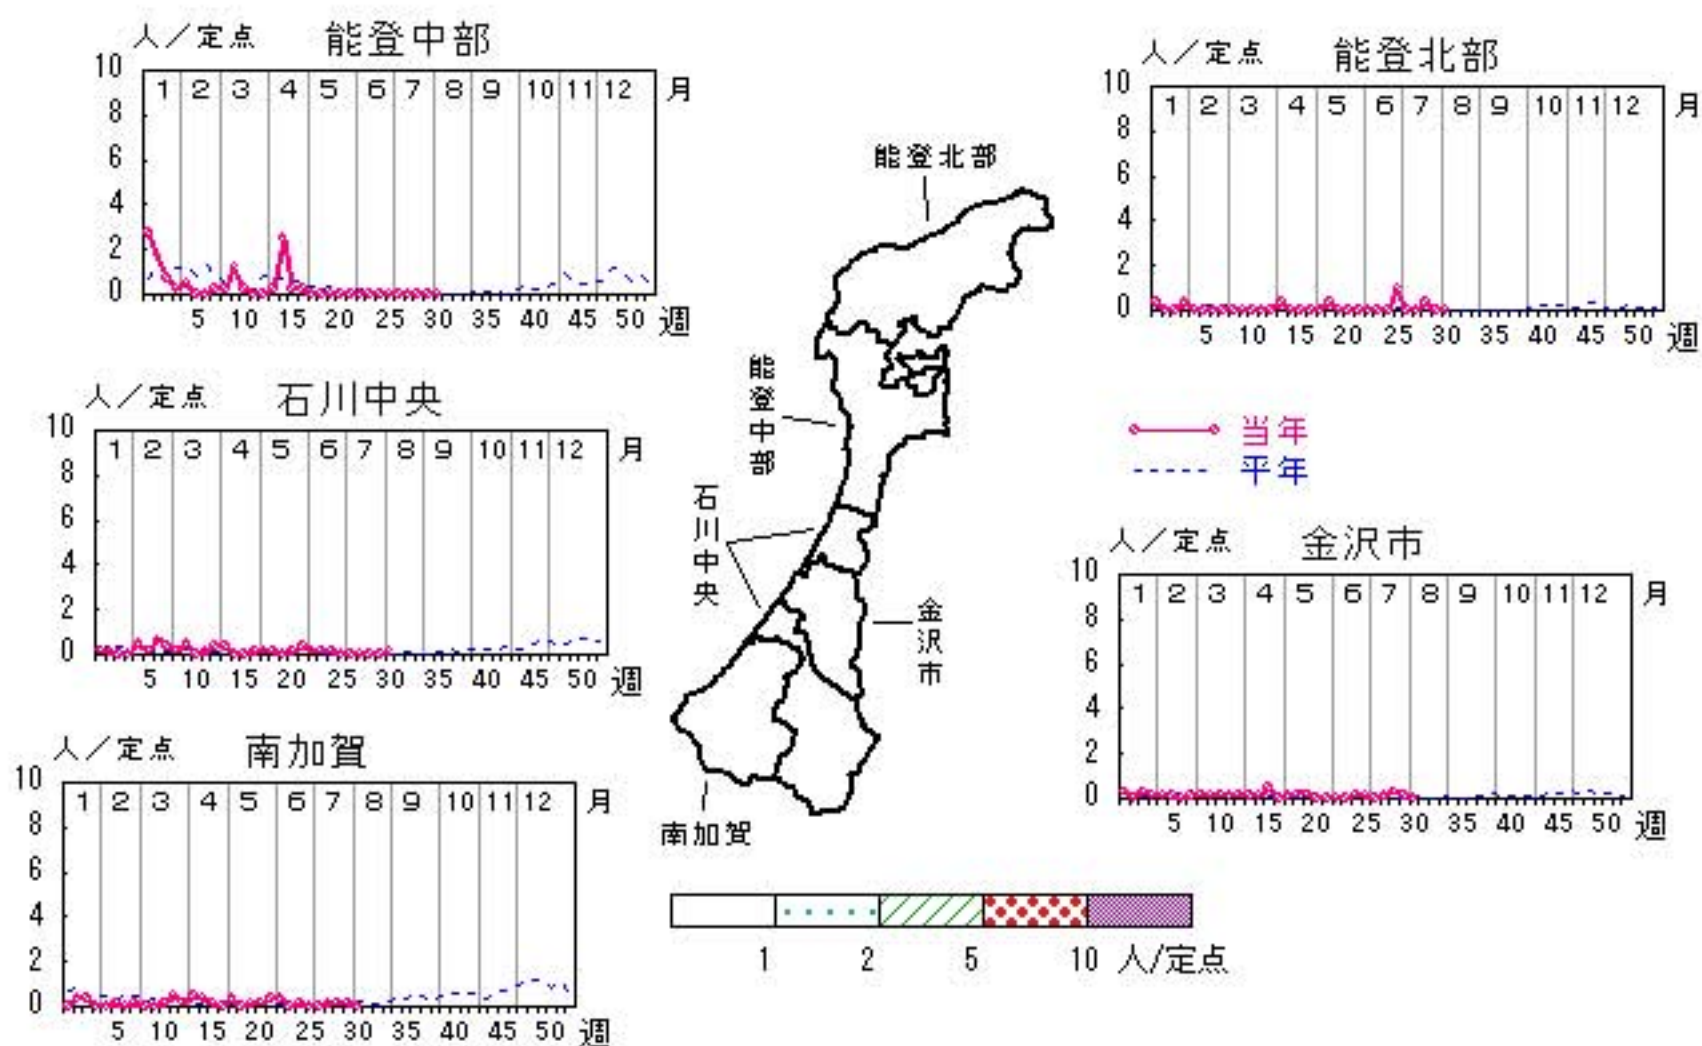 人／定点 能登中部
10 8 6 4 2 0
1 2 3 4 5 6 7 8 9 10 11 12 月
5 10 15 20 25 30 35 40 45 50 週
人／定点 能登北部
10 8 6 4 2 0
1 2 3 4 5 6 7 8 9 10 11 12 月
5 10 15 20 25 30 35 40 45 50 週
人／定点 石川中央
10 8 6 4 2 0
1 2 3 4 5 6 7 8 9 10 11 12 月
5 10 15 20 25 30 35 40 45 50 週
能登北部
能登中部
石川中央
金沢市
南加賀
当年
平年
人／定点 金沢市
10 8 6 4 2 0
1 2 3 4 5 6 7 8 9 10 11 12 月
5 10 15 20 25 30 35 40 45 50 週
人／定点 南加賀
10 8 6 4 2 0
1 2 3 4 5 6 7 8 9 10 11 12 月
5 10 15 20 25 30 35 40 45 50 週
1 2 5 10 人/定点